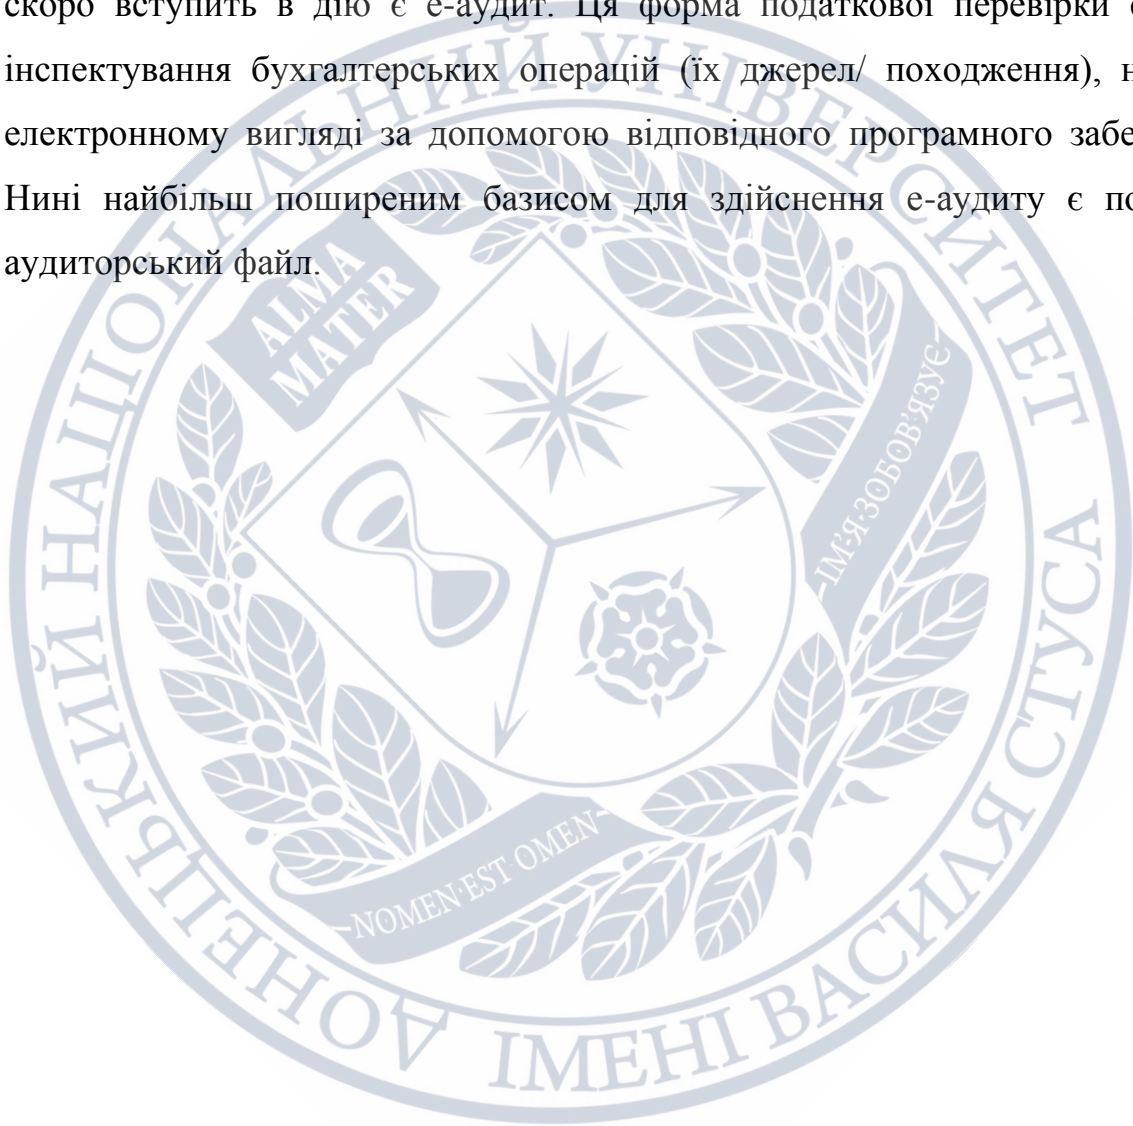 скоро вступить в дію є е-аудит. Ця форма податкової перевірки
інспектування бухгалтерських операцій (їх джерел/ походження),
електронному вигляді за допомогою відповідного програмного
Нині найбільш поширеним базисом для здійснення е-аудиту є
аудиторський файл.
ДОНЕЦЬКИЙ НАЦІОНАЛЬНИЙ УНІВЕРСИТЕТ ІМЕНІ ВАСИЛЯ СТУСА
ALMA
MATER
ІМ'Я·ЗОБОВ'ЯЗУЄ
NOMEN·EST·OMEN